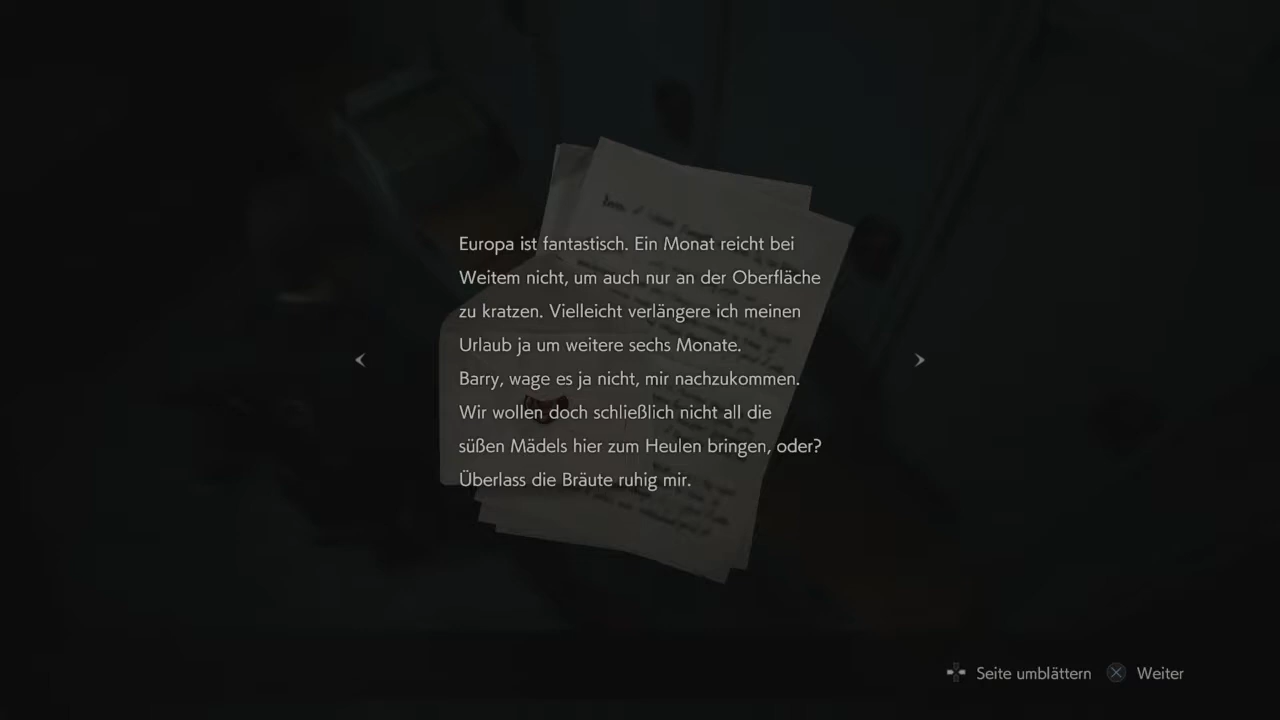 Europa ist fantastisch. Ein Monat reicht bei
Weitem nicht, um auch nur an der Oberfläche
zu kratzen. Vielleicht verlängere ich meinen
Urlaub ja um weitere sechs Monate.
Barry, wage es ja nicht, mir nachzukommen.
Wir wollen doch schließlich nicht all die
süßen Mädels hier zum Heulen bringen, oder?
Überlass die Bräute ruhig mir.
Seite umblättern Weiter